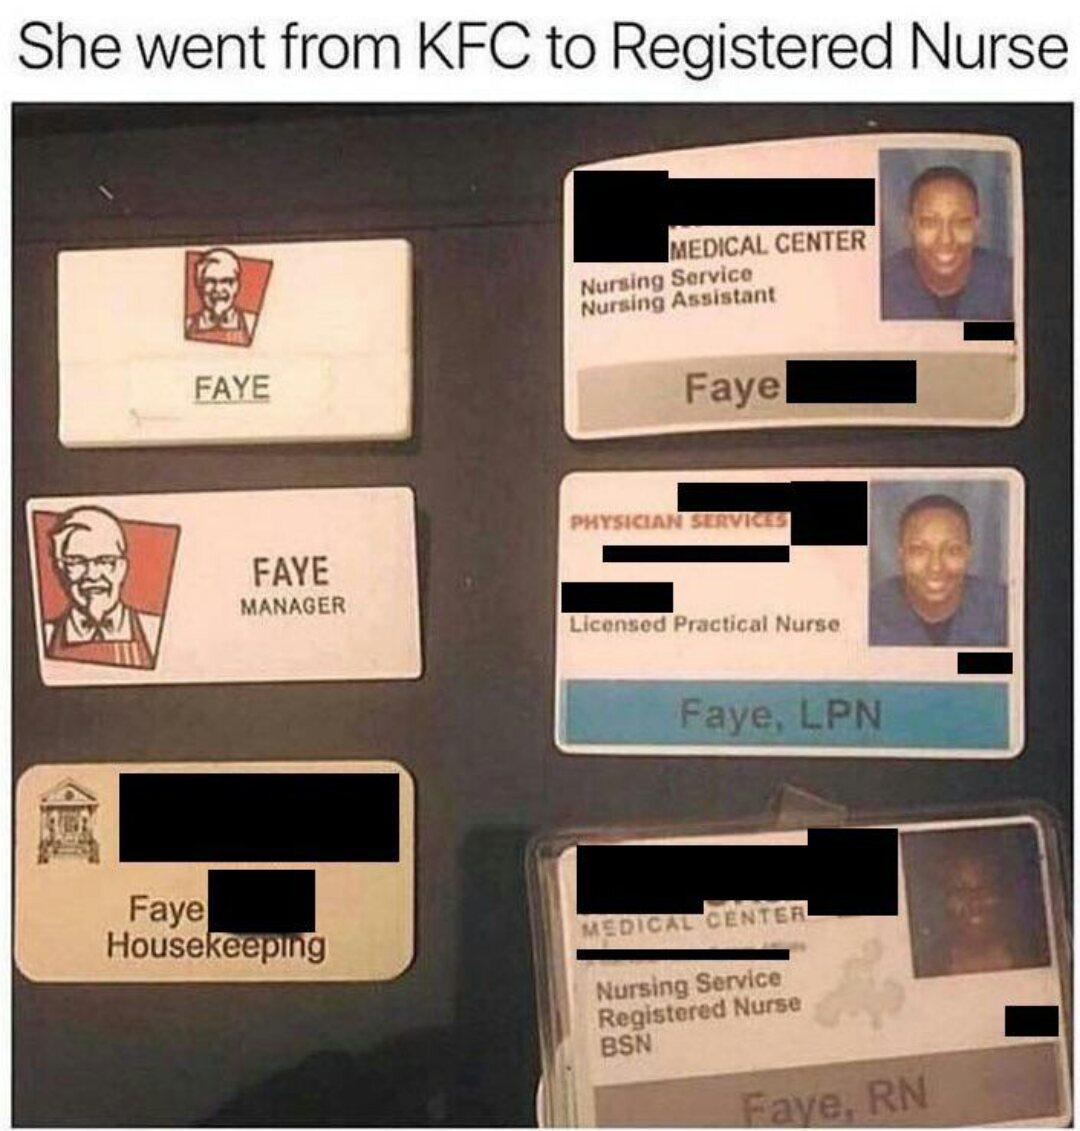 She went from KFC to Registered Nurse
FAYE
FAYE
MANAGER
Faye
Housekeeping
MEDICAL CENTER
Nursing Service
Nursing Assistant
Faye
PHYSICIAN SERVICES
Licensed Practical Nurse
Faye, LPN
MEDICAL CENTER
Nursing Service
Registered Nurse
BSN
Faye, RN